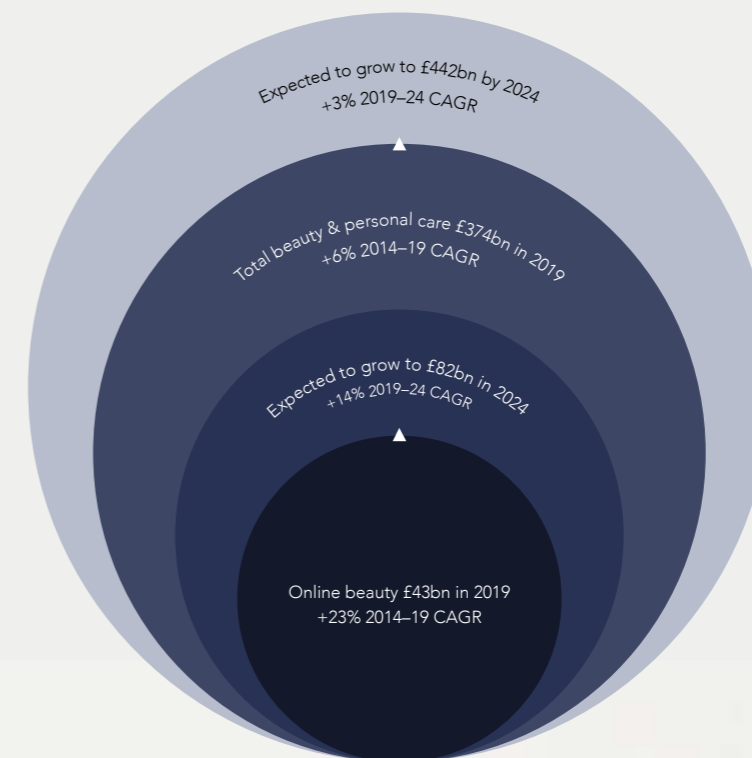 Expected to grow to £442bn by 2024
+3% 2019–24 CAGR
Total beauty & personal care £374bn in 2019
+6% 2014–19 CAGR
Expected to grow to £82bn in 2024
+14% 2019–24 CAGR
Online beauty £43bn in 2019
+23% 2014–19 CAGR